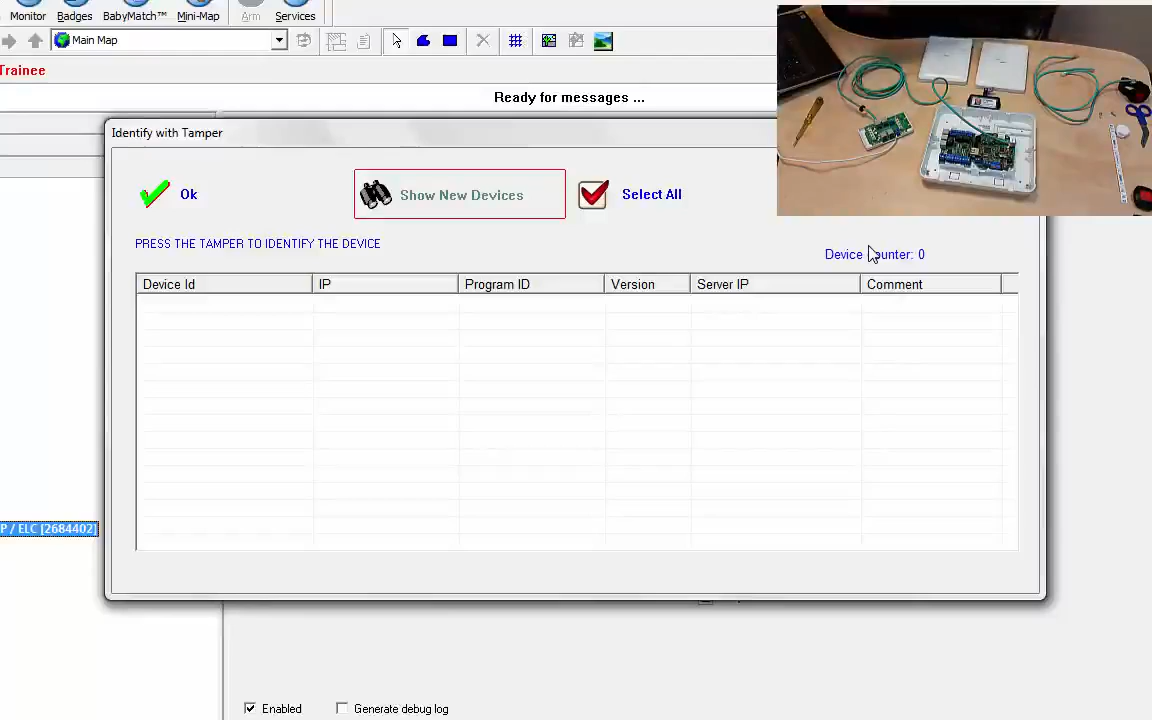 Monitor Badges BabyMatch™ Mini-Map Arm Services
Main Map
Trainee
Ready for messages ...
Identify with Tamper
Ok Show New Devices Select All
PRESS THE TAMPER TO IDENTIFY THE DEVICE
Device ounter: 0
Device Id IP Program ID Version Server IP Comment
P / ELC [2684402]
Enabled Generate debug log